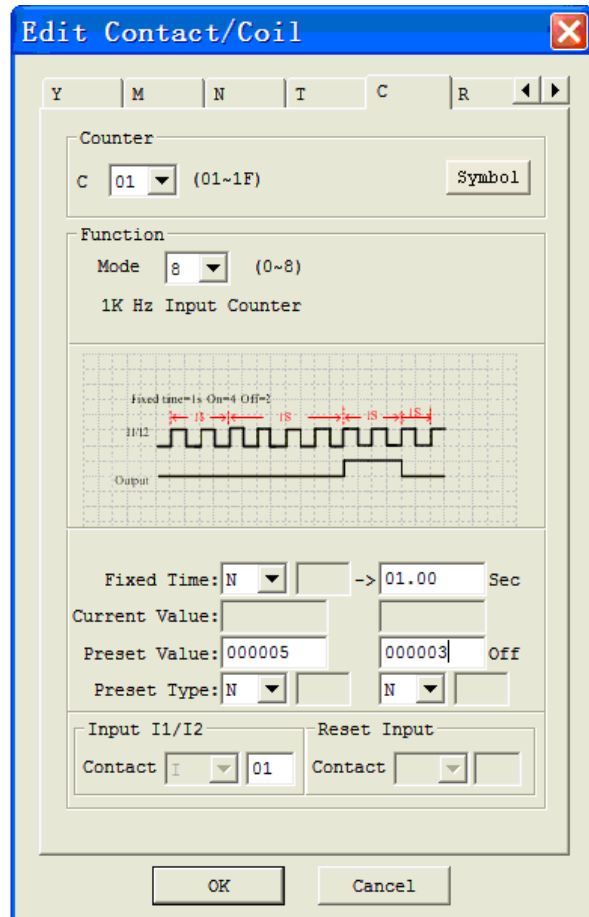 Edit Contact/Coil
Y M N T C R
Counter
C 01 (01~1F) Symbol
Function
Mode 8 (0~8)
1K Hz Input Counter
Fixed time=1s On=4 Off=2
1S 1S 1S 1S
I1/I2
Output
Fixed Time: N -> 01.00 Sec
Current Value:
Preset Value: 000005 000003 Off
Preset Type: N N
Input I1/I2 Reset Input
Contact I 01 Contact
OK Cancel